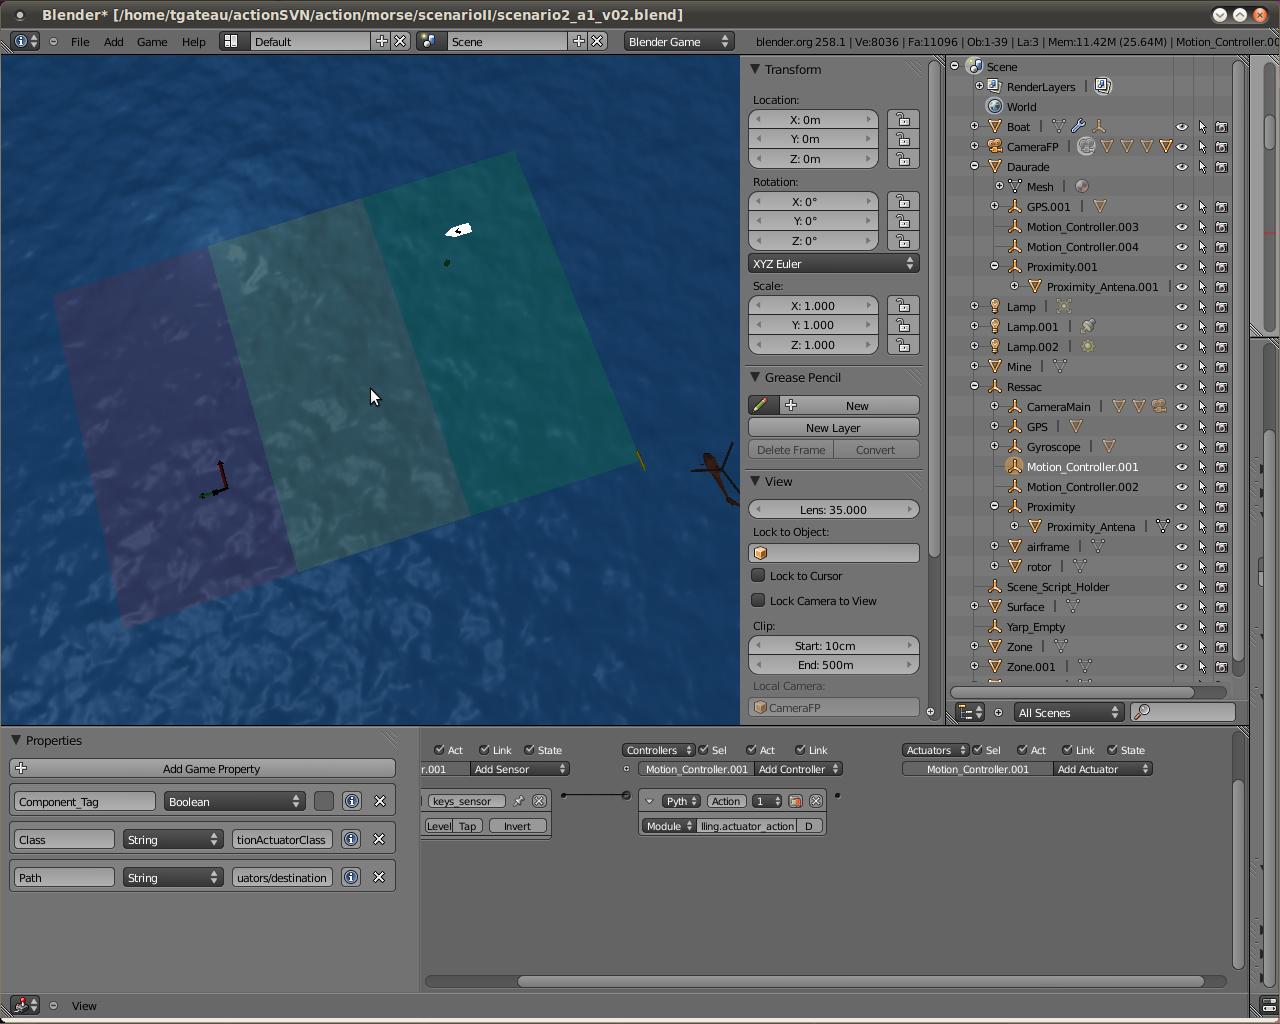 Blender* [/home/tgateau/actionSVN/action/morse/scenarioII/scenario2_a1_v02.blend]
File Add Game Help Default Scene Blender Game blender.org 258.1 | Ve:8036 | Fa:11096 | Ob:1-39 | La:3 | Mem:11.42M (25.64M) | Motion_Controller.00
Transform
Location:
X: 0m
Y: 0m
Z: 0m
Rotation:
X: 0°
Y: 0°
Z: 0°
XYZ Euler
Scale:
X: 1.000
Y: 1.000
Z: 1.000
Grease Pencil
New
New Layer
Delete Frame Convert
View
Lens: 35.000
Lock to Object:
Lock to Cursor
Lock Camera to View
Clip:
Start: 10cm
End: 500m
Local Camera:
CameraFP
Scene
RenderLayers
World
Boat
CameraFP
Daurade
Mesh
GPS.001
Motion_Controller.003
Motion_Controller.004
Proximity.001
Proximity_Antena.001
Lamp
Lamp.001
Lamp.002
Mine
Ressac
CameraMain
GPS
Gyroscope
Motion_Controller.001
Motion_Controller.002
Proximity
Proximity_Antena
airframe
rotor
Scene_Script_Holder
Surface
Yarp_Empty
Zone
Zone.001
All Scenes
Properties
Add Game Property
Component_Tag Boolean
Class String tionActuatorClass
Path String uators/destination
Act Link State Controllers Sel Act Link Actuators Sel Act Link State
r.001 Add Sensor Motion_Controller.001 Add Controller Motion_Controller.001 Add Actuator
keys_sensor Pyth Action 1
Level Tap Invert Module lling.actuator_action D
View